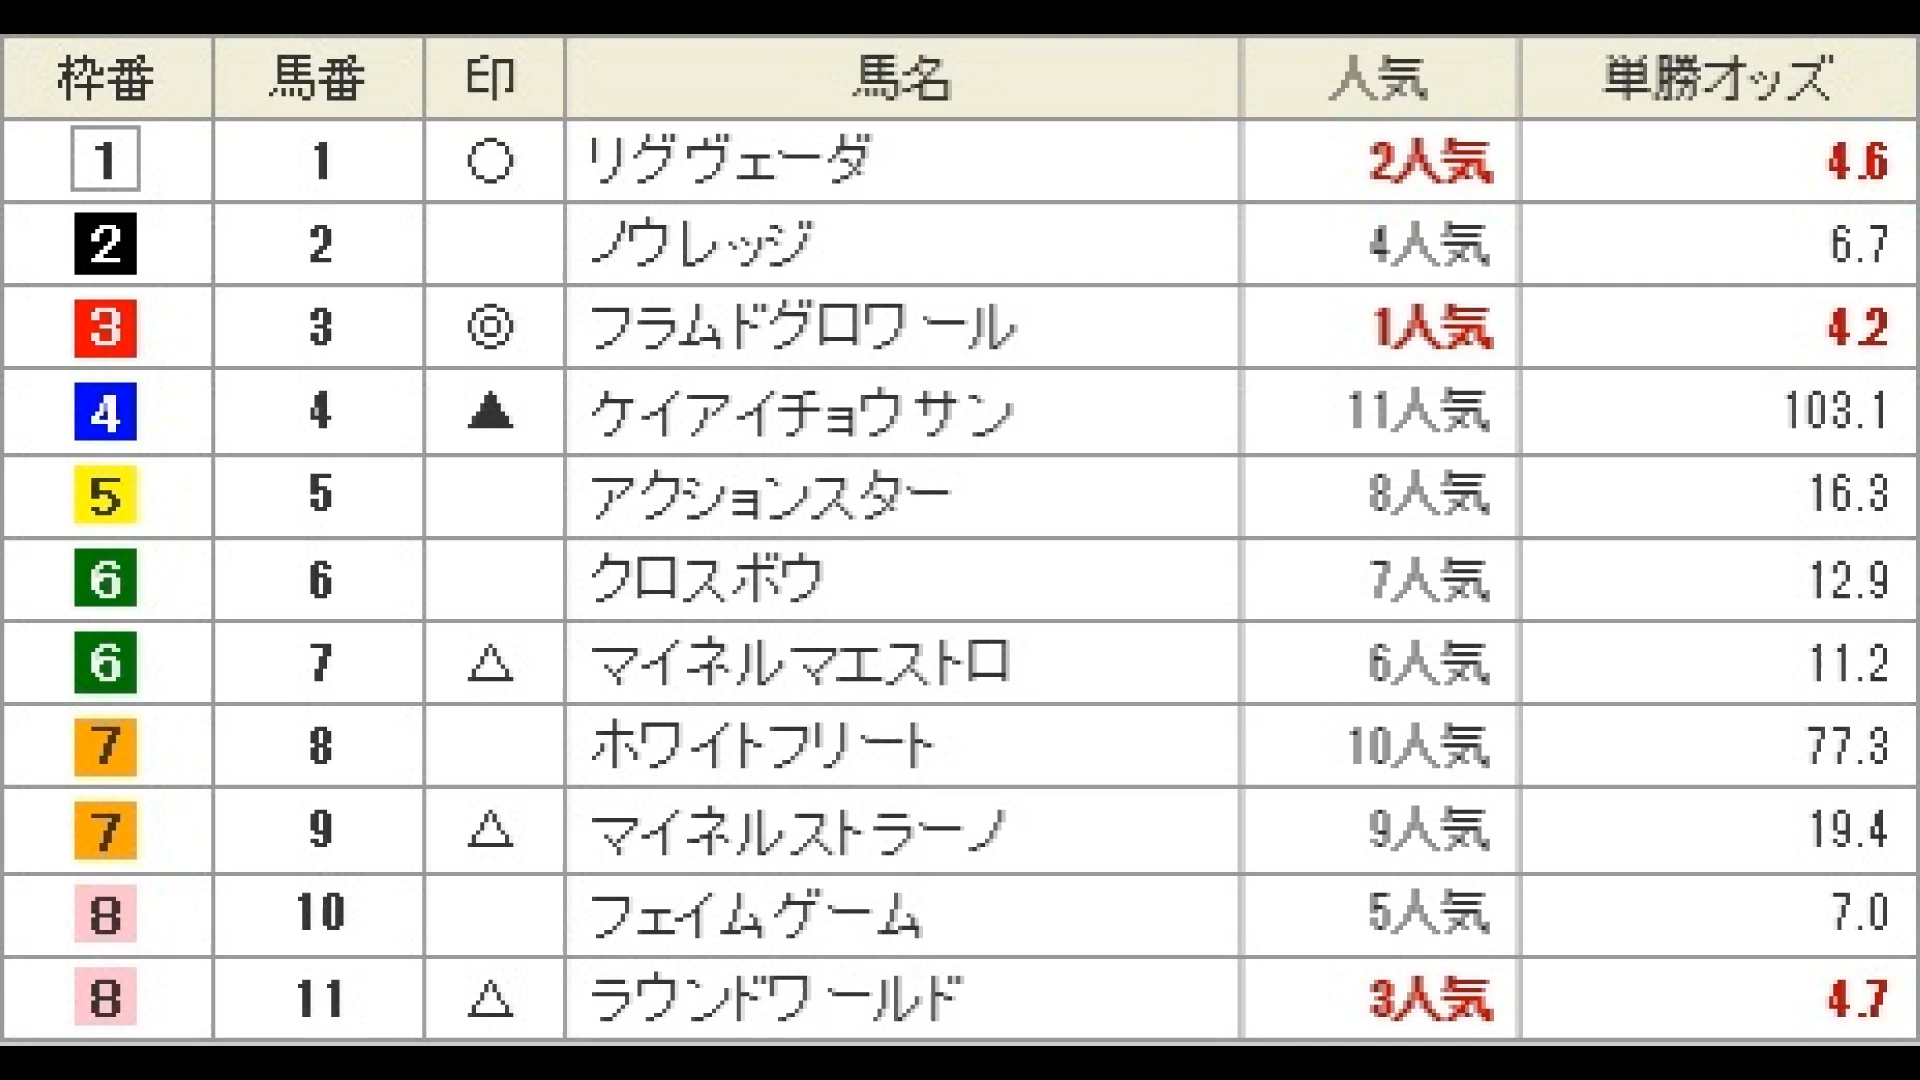 枠番 馬番 印 馬名 人気 単勝オッズ
1 1 ○ リグヴェーダ 2人気 4.6
2 2 ノウレッジ 4人気 6.7
3 3 ◎ フラムドグロワール 1人気 4.2
4 4 ▲ ケイアイチョウサン 11人気 103.1
5 5 アクションスター 8人気 16.3
6 6 クロスボウ 7人気 12.9
6 7 △ マイネルマエストロ 6人気 11.2
7 8 ホワイトフリート 10人気 77.3
7 9 △ マイネルストラーノ 9人気 19.4
8 10 フェイムゲーム 5人気 7.0
8 11 △ ラウンドワールド 3人気 4.7